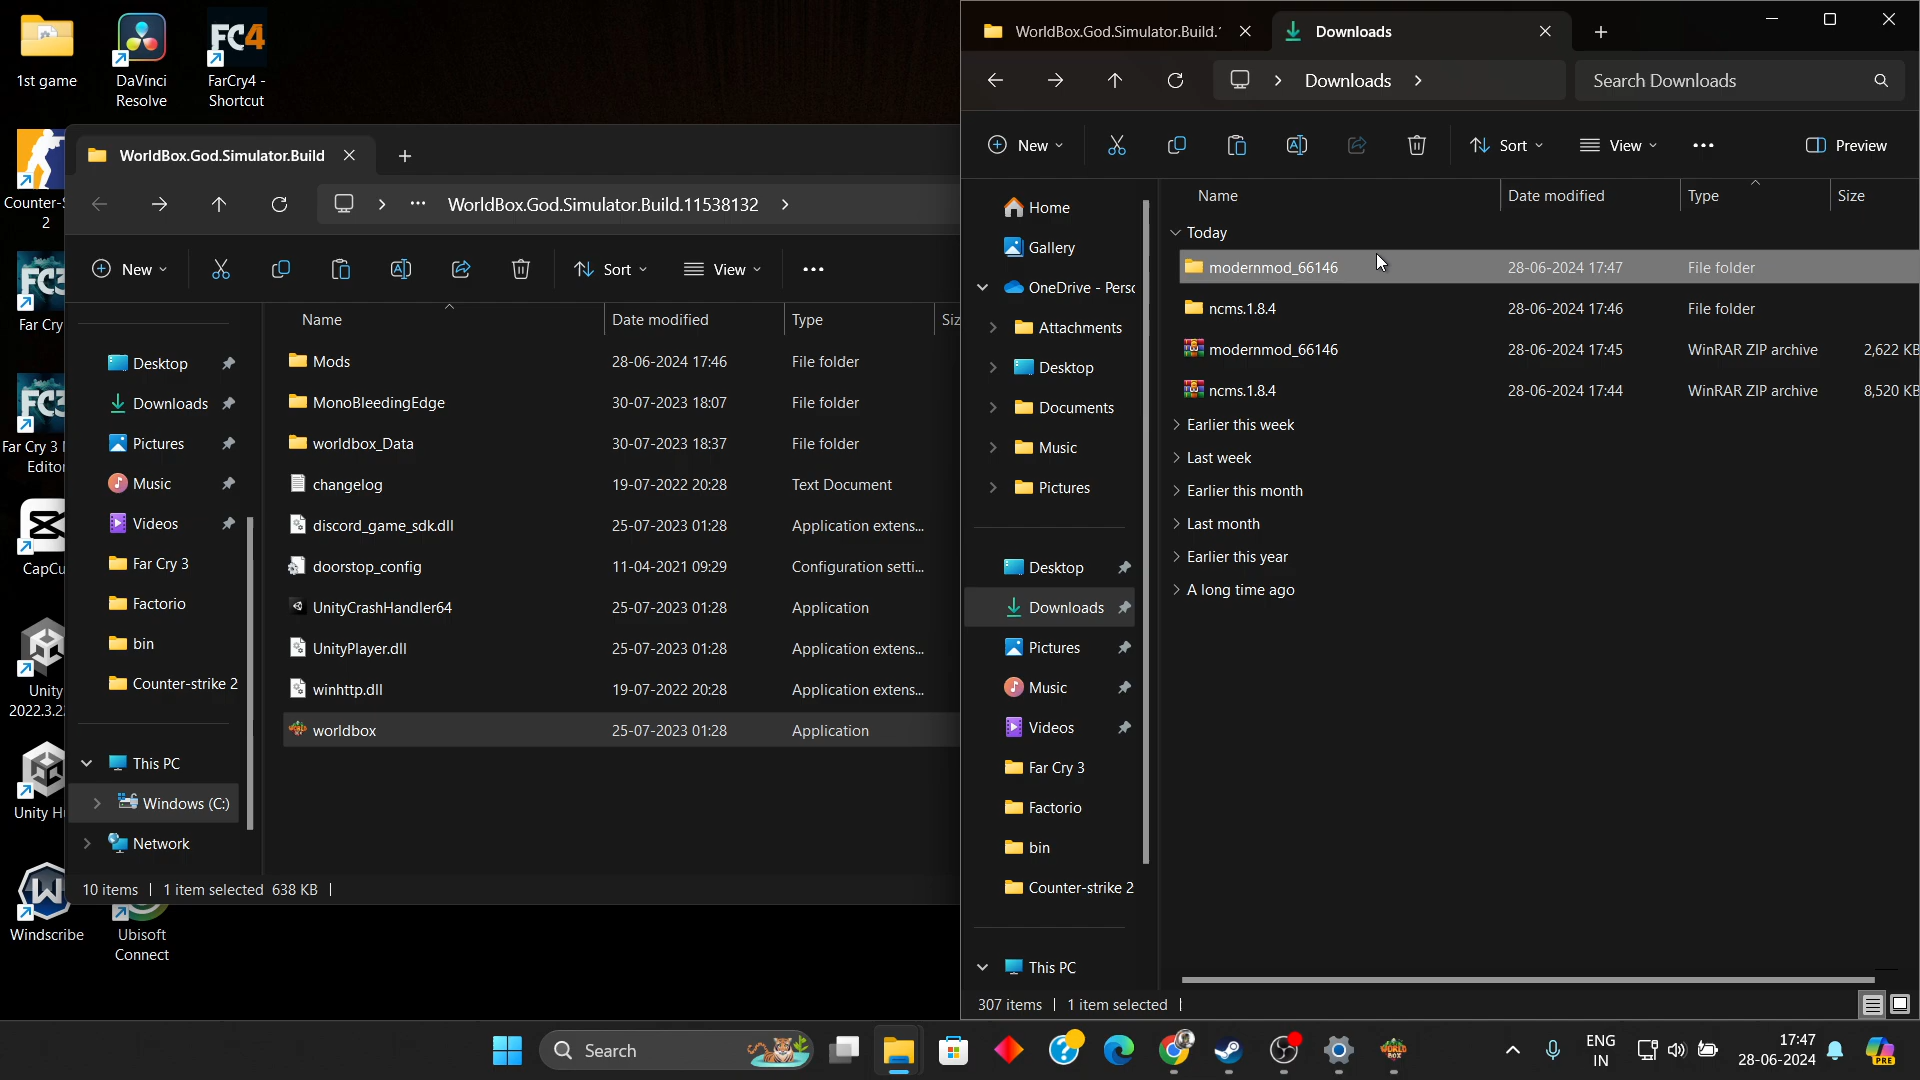 1st game
DaVinci
Resolve
FarCry4 -
Shortcut
Counter-S
2
Far Cry
Far Cry 3
Editor
CapCu
Unity
2022.3.2
Unity Hu
Windscribe
Ubisoft
Connect
WorldBox.God.Simulator.Build
WorldBox.God.Simulator.Build.11538132
New
Sort
View
Name
Date modified
Type
Siz
Desktop
Downloads
Pictures
Music
Videos
Far Cry 3
Factorio
bin
Counter-strike 2
This PC
Windows (C:)
Network
Mods 28-06-2024 17:46 File folder
MonoBleedingEdge 30-07-2023 18:07 File folder
worldbox_Data 30-07-2023 18:37 File folder
changelog 19-07-2022 20:28 Text Document
discord_game_sdk.dll 25-07-2023 01:28 Application extens...
doorstop_config 11-04-2021 09:29 Configuration setti...
UnityCrashHandler64 25-07-2023 01:28 Application
UnityPlayer.dll 25-07-2023 01:28 Application extens...
winhttp.dll 19-07-2022 20:28 Application extens...
worldbox 25-07-2023 01:28 Application
10 items 1 item selected 638 KB
WorldBox.God.Simulator.Build.
Downloads
Downloads
Search Downloads
New
Sort
View
Preview
Home
Gallery
OneDrive - Perso
Attachments
Desktop
Documents
Music
Pictures
Desktop
Downloads
Pictures
Music
Videos
Far Cry 3
Factorio
bin
Counter-strike 2
This PC
Name Date modified Type Size
Today
modernmod_66146 28-06-2024 17:47 File folder
ncms.1.8.4 28-06-2024 17:46 File folder
modernmod_66146 28-06-2024 17:45 WinRAR ZIP archive 2,622 KB
ncms.1.8.4 28-06-2024 17:44 WinRAR ZIP archive 8,520 KB
Earlier this week
Last week
Earlier this month
Last month
Earlier this year
A long time ago
307 items 1 item selected
Search
ENG
IN
17:47
28-06-2024
PRE